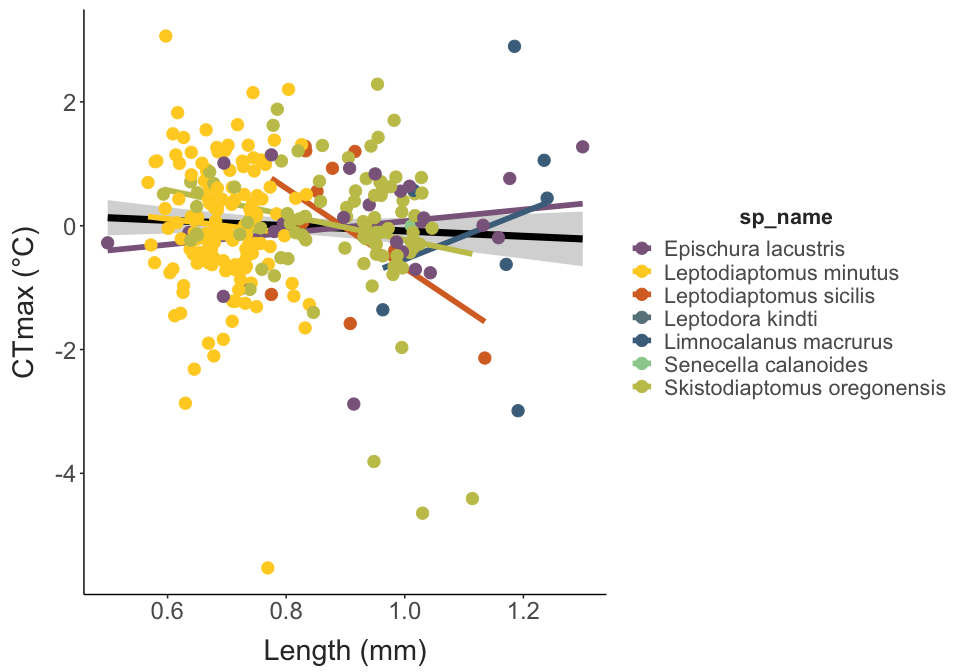 2
0
-2
-4
CTmax (°C)
0.6 0.8 1.0 1.2
Length (mm)
sp_name
Epischura lacustris
Leptodiaptomus minutus
Leptodiaptomus sicilis
Leptodora kindti
Limnocalanus macrurus
Senecella calanoides
Skistodiaptomus oregonensis